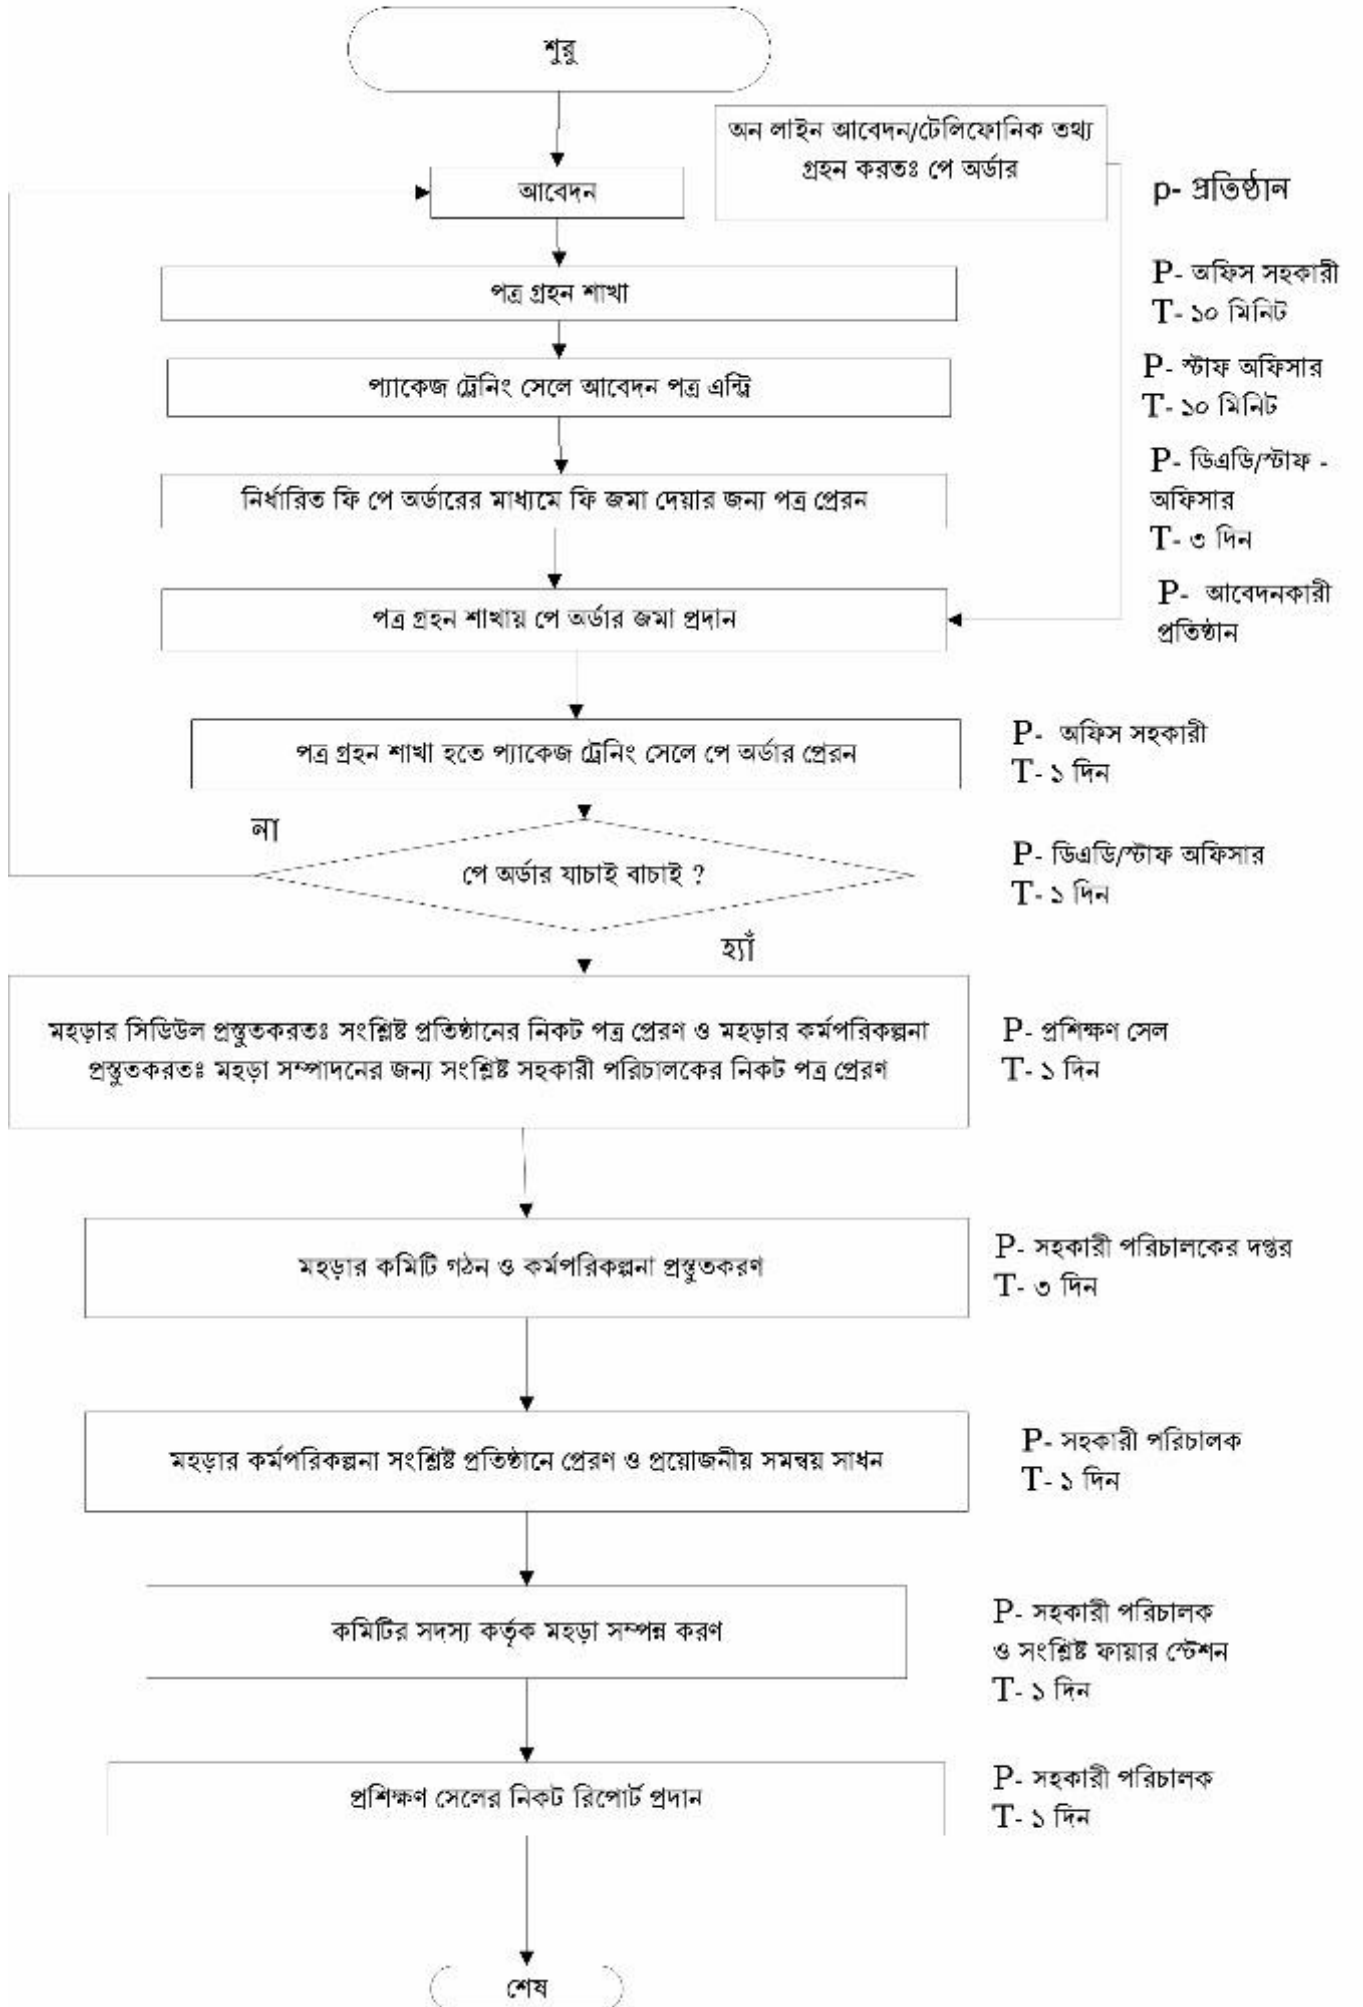 শুরু
অন লাইন আবেদন/টেলিফোনিক তথ্য
গ্রহন করতঃ পে অর্ডার
আবেদন
p- প্রতিষ্ঠান
পত্র গ্রহন শাখা
P- অফিস সহকারী
T- ১০ মিনিট
প্যাকেজ ট্রেনিং সেলে আবেদন পত্র এন্ট্রি
P- স্টাফ অফিসার
T- ১০ মিনিট
নির্ধারিত ফি পে অর্ডারের মাধ্যমে ফি জমা দেয়ার জন্য পত্র প্রেরন
P- ডিএডি/স্টাফ -
অফিসার
T- ৩ দিন
পত্র গ্রহন শাখায় পে অর্ডার জমা প্রদান
P- আবেদনকারী
প্রতিষ্ঠান
পত্র গ্রহন শাখা হতে প্যাকেজ ট্রেনিং সেলে পে অর্ডার প্রেরন
P- অফিস সহকারী
T- ১ দিন
না
পে অর্ডার যাচাই বাচাই ?
P- ডিএডি/স্টাফ অফিসার
T- ১ দিন
হ্যাঁ
মহড়ার সিডিউল প্রস্তুতকরতঃ সংশ্লিষ্ট প্রতিষ্ঠানের নিকট পত্র প্রেরণ ও মহড়ার কর্মপরিকল্পনা
প্রস্তুতকরতঃ মহড়া সম্পাদনের জন্য সংশ্লিষ্ট সহকারী পরিচালকের নিকট পত্র প্রেরণ
P- প্রশিক্ষণ সেল
T- ১ দিন
মহড়ার কমিটি গঠন ও কর্মপরিকল্পনা প্রস্তুতকরণ
P- সহকারী পরিচালকের দপ্তর
T- ৩ দিন
মহড়ার কর্মপরিকল্পনা সংশ্লিষ্ট প্রতিষ্ঠানে প্রেরণ ও প্রয়োজনীয় সমন্বয় সাধন
P- সহকারী পরিচালক
T- ১ দিন
কমিটির সদস্য কর্তৃক মহড়া সম্পন্ন করণ
P- সহকারী পরিচালক
ও সংশ্লিষ্ট ফায়ার স্টেশন
T- ১ দিন
প্রশিক্ষণ সেলের নিকট রিপোর্ট প্রদান
P- সহকারী পরিচালক
T- ১ দিন
শেষ